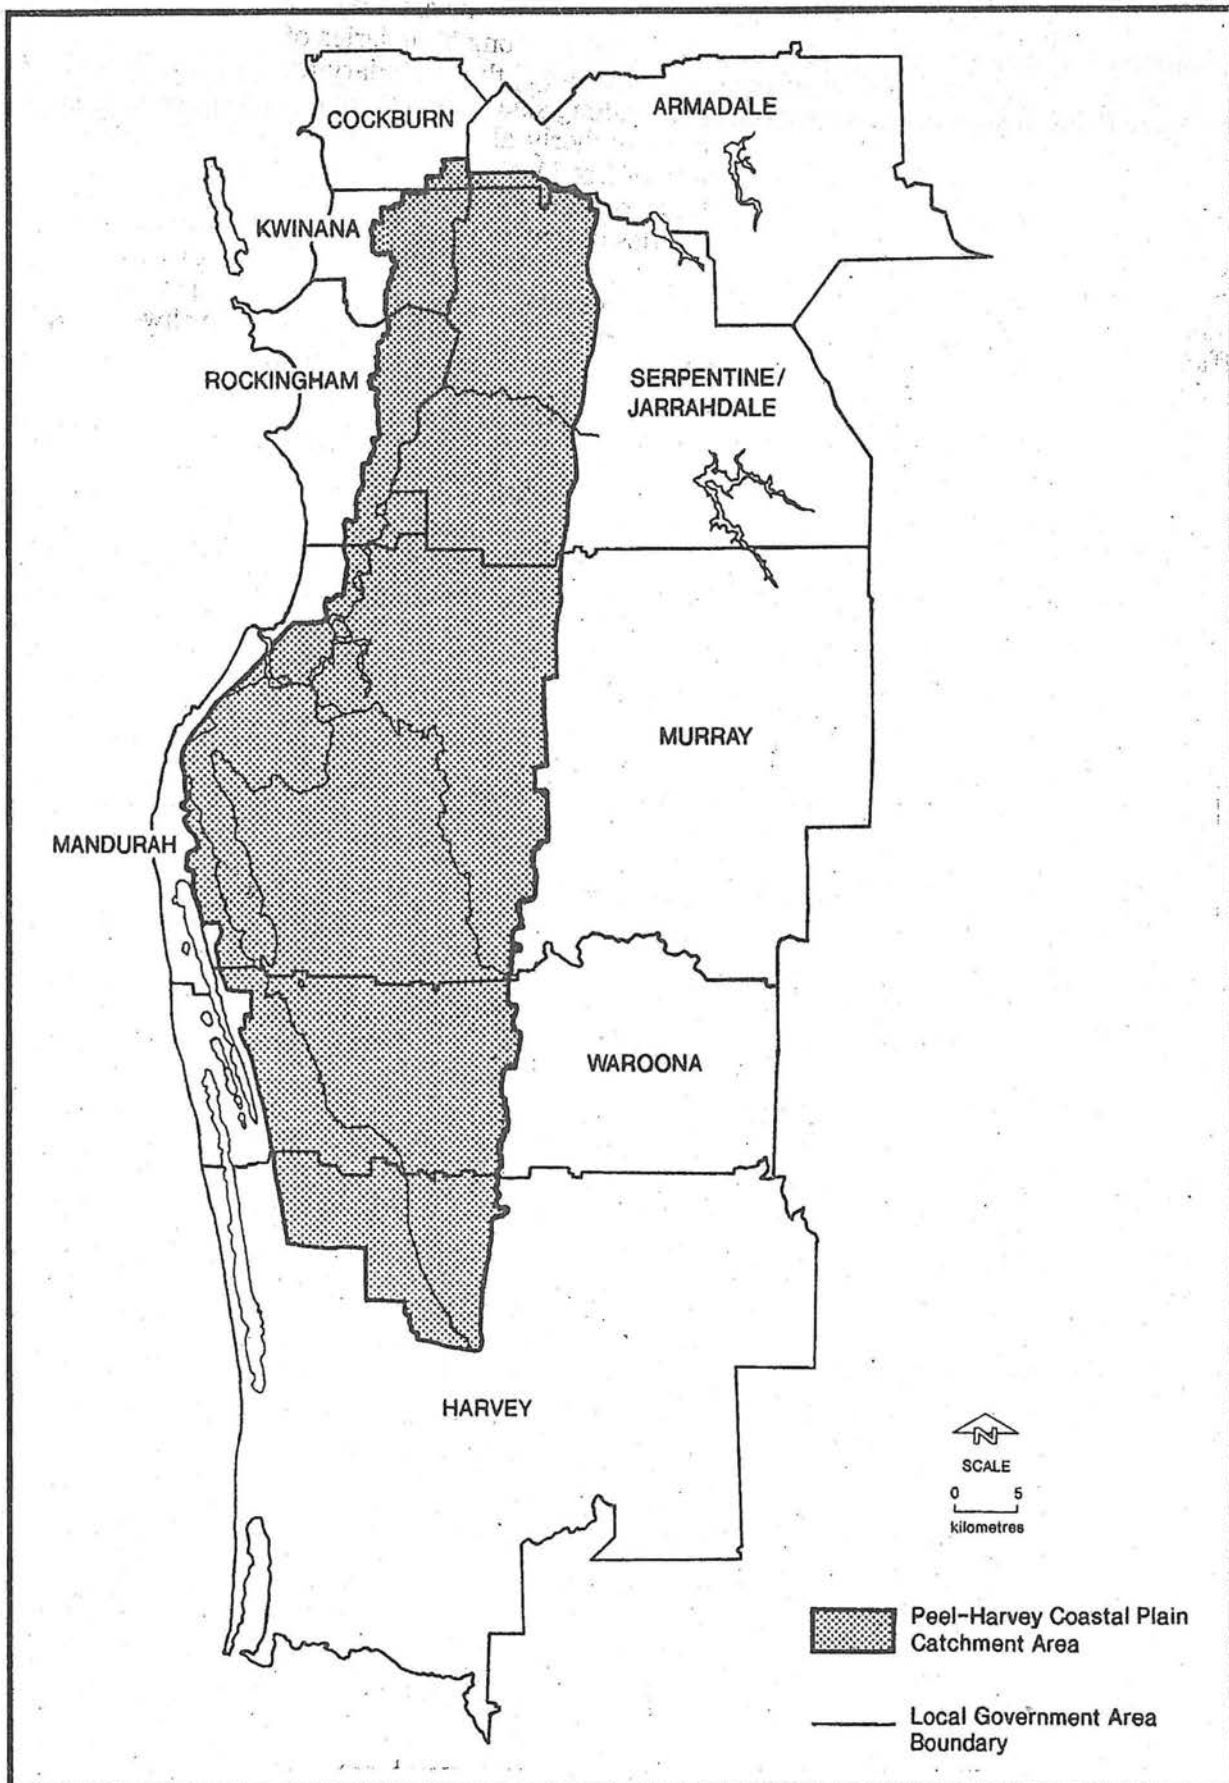 COCKBURN
ARMADALE
KWINANA
ROCKINGHAM
SERPENTINE/
JARRAHDALE
MURRAY
MANDURAH
WAROONA
HARVEY
N
SCALE
0 5
kilometres
Peel-Harvey Coastal Plain
Catchment Area
Local Government Area
Boundary